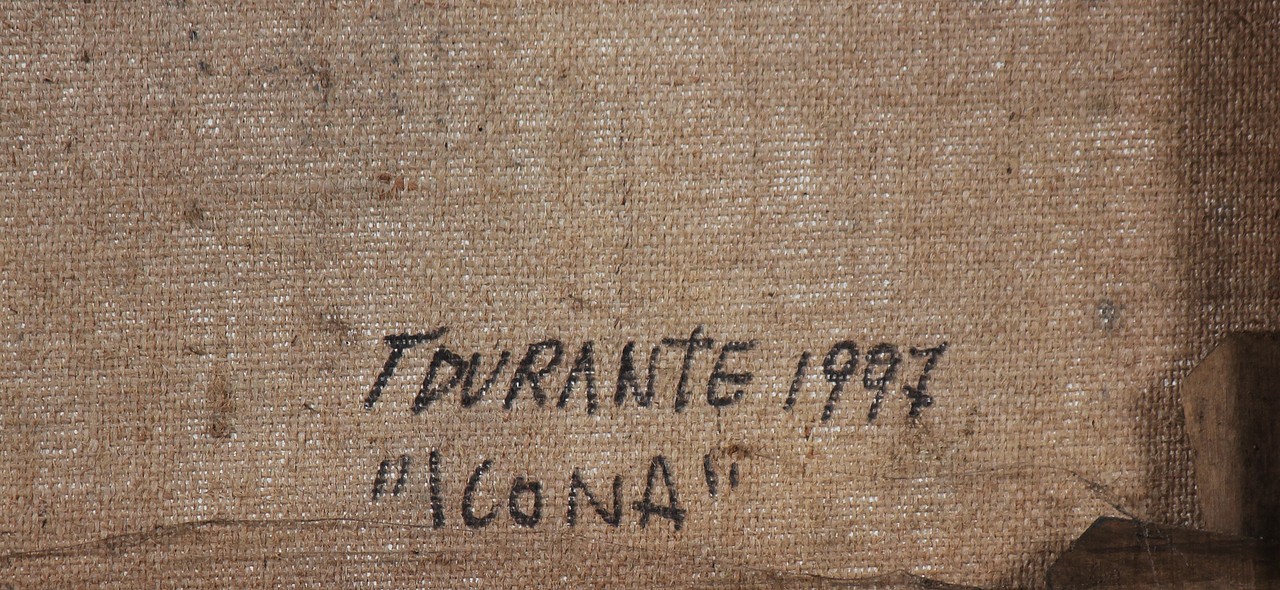 T DURANTE 1997
"ICONA"